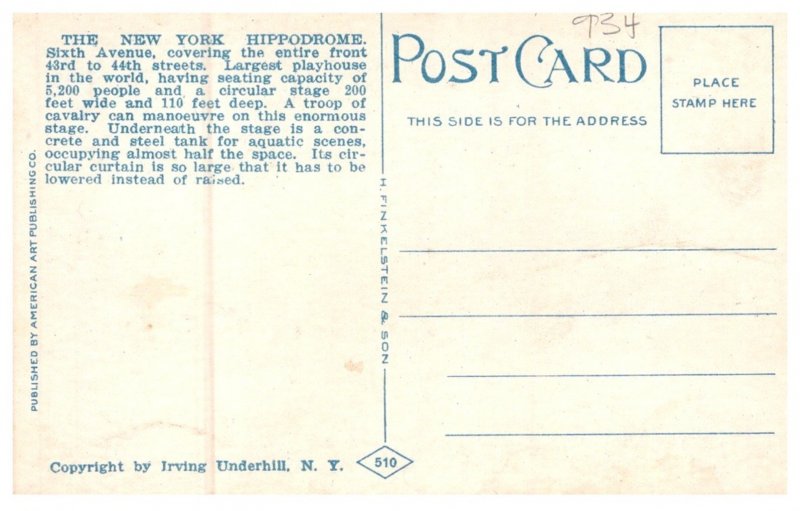 THE NEW YORK HIPPODROME.
Sixth Avenue, covering the entire front
43rd to 44th streets. Largest playhouse
in the world, having seating capacity of
5,200 people and a circular stage 200
feet wide and 110 feet deep. A troop of
cavalry can manoeuvre on this enormous
stage. Underneath the stage is a con-
crete and steel tank for aquatic scenes,
occupying almost half the space. Its cir-
cular curtain is so large that it has to be
lowered instead of raised.
PUBLISHED BY AMERICAN ART PUBLISHING CO.
Copyright by Irving Underhill, N. Y.
H. FINKELSTEIN & SON
510
934
POST CARD
THIS SIDE IS FOR THE ADDRESS
PLACE
STAMP HERE